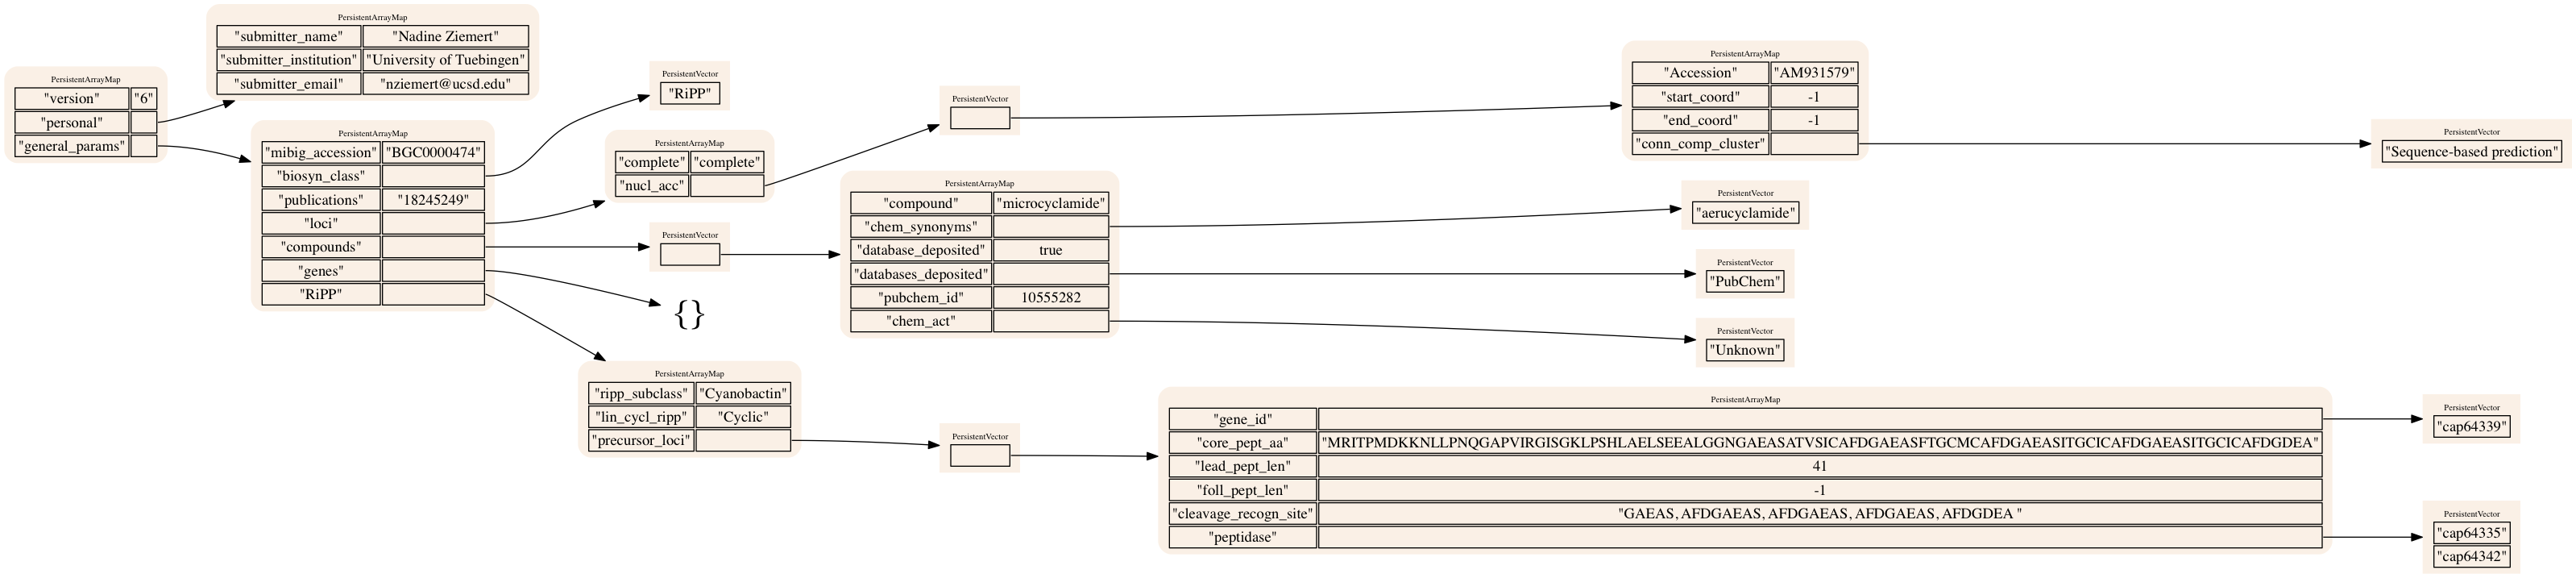 PersistentArrayMap
"version" "6"
"personal"
"general_params"
PersistentArrayMap
"submitter_name" "Nadine Ziemert"
"submitter_institution" "University of Tuebingen"
"submitter_email" "nziemert@ucsd.edu"
PersistentArrayMap
"mibig_accession" "BGC0000474"
"biosyn_class"
"publications" "18245249"
"loci"
"compounds"
"genes"
"RiPP"
PersistentVector
"RiPP"
PersistentArrayMap
"complete" "complete"
"nucl_acc"
PersistentVector
PersistentVector
{}
PersistentArrayMap
"ripp_subclass" "Cyanobactin"
"lin_cycl_ripp" "Cyclic"
"precursor_loci"
PersistentArrayMap
"compound" "microcyclamide"
"chem_synonyms"
"database_deposited" true
"databases_deposited"
"pubchem_id" 10555282
"chem_act"
PersistentVector
PersistentArrayMap
"Accession" "AM931579"
"start_coord" -1
"end_coord" -1
"conn_comp_cluster"
PersistentVector
"Sequence-based prediction"
PersistentVector
"aerucyclamide"
PersistentVector
"PubChem"
PersistentVector
"Unknown"
PersistentArrayMap
"gene_id"
"core_pept_aa" "MRITPMDKKNLLPNQGAPVIRGISGKLPSHLAELSEEALGGNGAEASATVSICAFDGAEASFTGCMCAFDGAEASITGCICAFDGAEASITGCICAFDGDEA"
"lead_pept_len" 41
"foll_pept_len" -1
"cleavage_recogn_site" "GAEAS, AFDGAEAS, AFDGAEAS, AFDGAEAS, AFDGDEA "
"peptidase"
PersistentVector
"cap64339"
PersistentVector
"cap64335"
"cap64342"